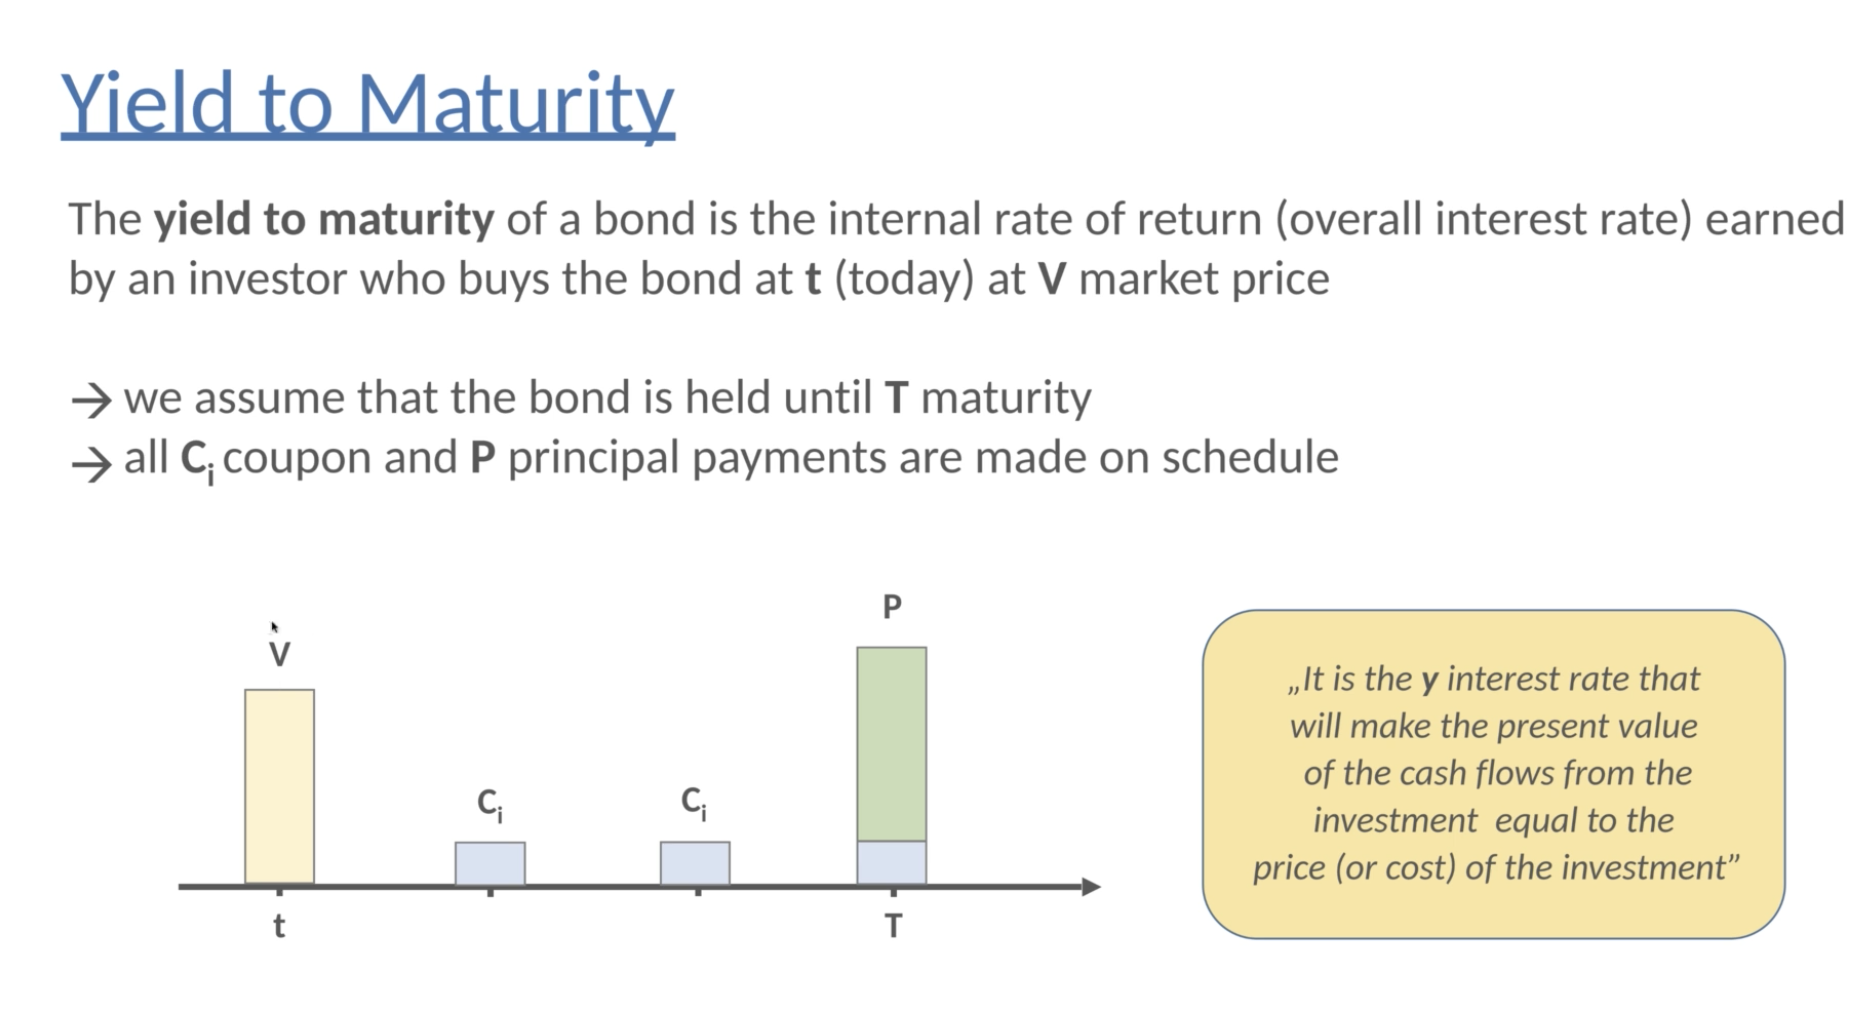 Yield to Maturity
The yield to maturity of a bond is the internal rate of return (overall interest rate) earned
by an investor who buys the bond at t (today) at V market price
→ we assume that the bond is held until T maturity
→ all Ci coupon and P principal payments are made on schedule
P
V
Ci
Ci
t
T
„It is the y interest rate that
will make the present value
of the cash flows from the
investment equal to the
price (or cost) of the investment”